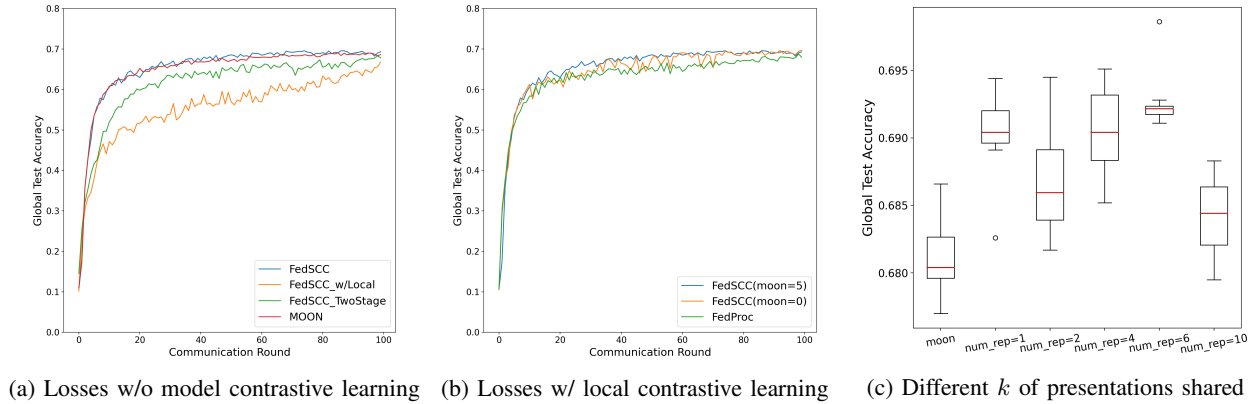 0.8
0.7
0.6
0.5
0.4
0.3
0.2
0.1
0.0
Global Test Accuracy
0
20
40
60
80
100
Communication Round
FedSCC
FedSCC_w/Local
FedSCC_TwoStage
MOON
(a) Losses w/o model contrastive learning
0.8
0.7
0.6
0.5
0.4
0.3
0.2
0.1
0.0
Global Test Accuracy
0
20
40
60
80
100
Communication Round
FedSCC(moon=5)
FedSCC(moon=0)
FedProc
(b) Losses w/ local contrastive learning
0.695
0.690
0.685
0.680
Global Test Accuracy
moon
num_rep=1
num_rep=2
num_rep=4
num_rep=6
num_rep=10
(c) Different k of presentations shared